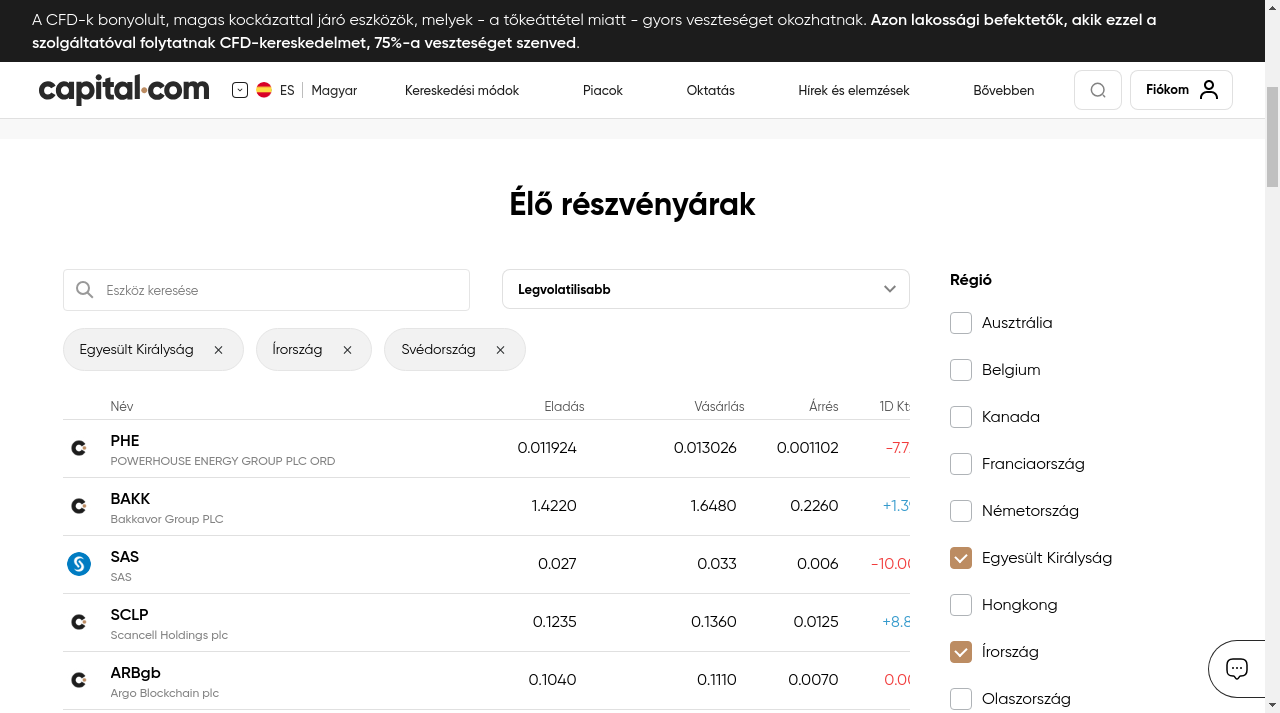 A CFD-k bonyolult, magas kockázattal járó eszközök, melyek - a tőkeáttétel miatt - gyors veszteséget okozhatnak. Azon lakossági befektetők, akik ezzel a
szolgáltatóval folytatnak CFD-kereskedelmet, 75%-a veszteséget szenved.
capital.com
ES
Magyar
Kereskedési módok
Piacok
Oktatás
Hírek és elemzések
Bővebben
Fiókom
Élő részvényárak
Eszköz keresése
Legvolatilisabb
Egyesült Királyság
Írország
Svédország
Név Eladás Vásárlás Árrés 1D Kt
PHE 0.011924 0.013026 0.001102 -7.7
POWERHOUSE ENERGY GROUP PLC ORD
BAKK 1.4220 1.6480 0.2260 +1.3
Bakkavor Group PLC
SAS 0.027 0.033 0.006 -10.00
SAS
SCLP 0.1235 0.1360 0.0125 +8.8
Scancell Holdings plc
ARBgb 0.1040 0.1110 0.0070 0.00
Argo Blockchain plc
Régió
Ausztrália
Belgium
Kanada
Franciaország
Németország
Egyesült Királyság
Hongkong
Írország
Olaszország